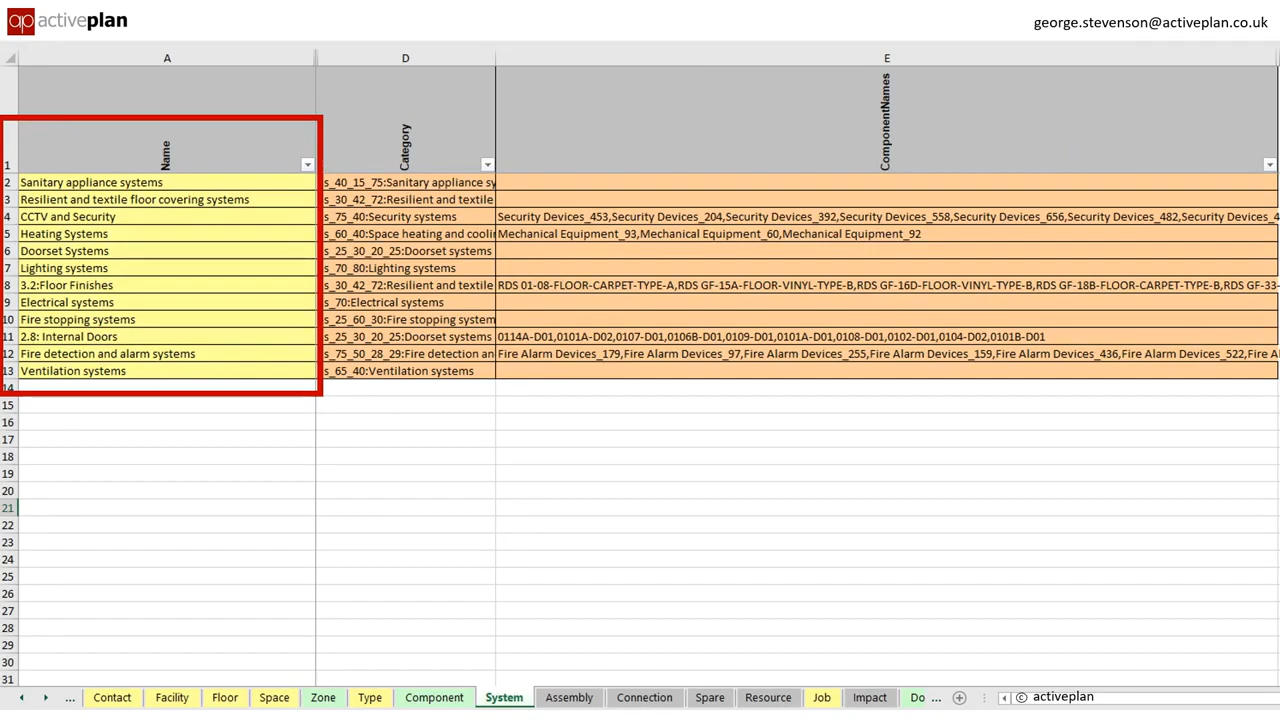 ap activeplan
george.stevenson@activeplan.co.uk
A D E
1 Name Category ComponentNames
2 Sanitary appliance systems s_40_15_75:Sanitary appliance sy
3 Resilient and textile floor covering systems s_30_42_72:Resilient and textile
4 CCTV and Security s_75_40:Security systems Security Devices_453,Security Devices_204,Security Devices_392,Security Devices_558,Security Devices_656,Security Devices_482,Security Devices_4
5 Heating Systems s_60_40:Space heating and coolin Mechanical Equipment_93,Mechanical Equipment_60,Mechanical Equipment_92
6 Doorset Systems s_25_30_20_25:Doorset systems
7 Lighting systems s_70_80:Lighting systems
8 3.2:Floor Finishes s_30_42_72:Resilient and textile RDS 01-08-FLOOR-CARPET-TYPE-A,RDS GF-15A-FLOOR-VINYL-TYPE-B,RDS GF-16D-FLOOR-VINYL-TYPE-B,RDS GF-18B-FLOOR-CARPET-TYPE-B,RDS GF-33-
9 Electrical systems s_70:Electrical systems
10 Fire stopping systems s_25_60_30:Fire stopping system
11 2.8: Internal Doors s_25_30_20_25:Doorset systems 0114A-D01,0101A-D02,0107-D01,0106B-D01,0109-D01,0101A-D01,0108-D01,0102-D01,0104-D02,0101B-D01
12 Fire detection and alarm systems s_75_50_28_29:Fire detection an Fire Alarm Devices_179,Fire Alarm Devices_97,Fire Alarm Devices_255,Fire Alarm Devices_159,Fire Alarm Devices_436,Fire Alarm Devices_522,Fire A
13 Ventilation systems s_65_40:Ventilation systems
14
15
16
17
18
19
20
21
22
23
24
25
26
27
28
29
30
31
... Contact Facility Floor Space Zone Type Component System Assembly Connection Spare Resource Job Impact Do ... © activeplan